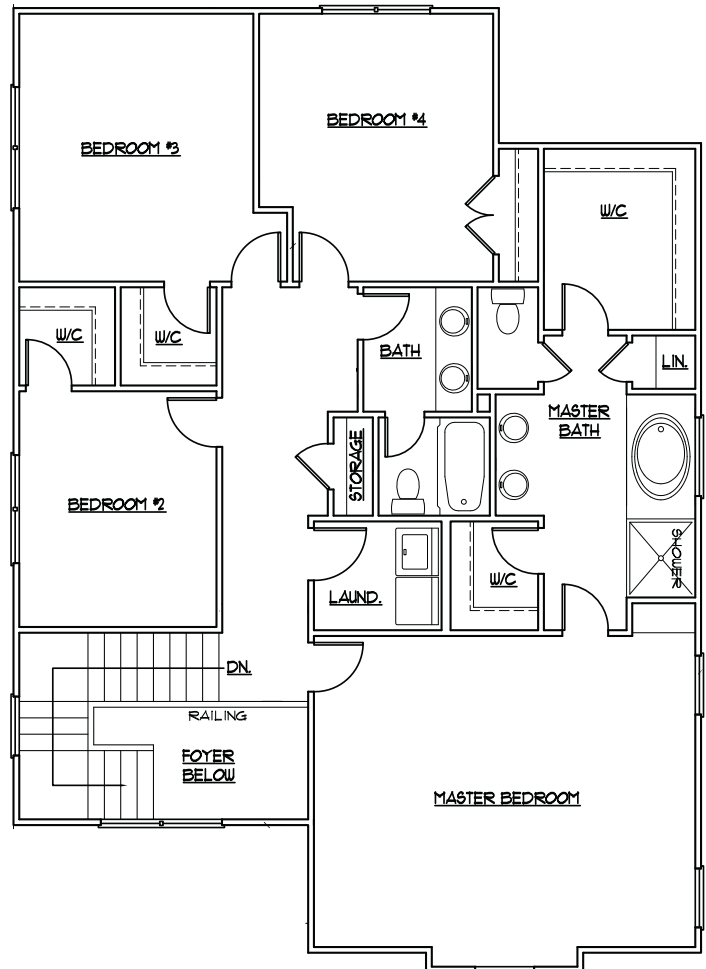 BEDROOM #4
BEDROOM #3
W/C
W/C
W/C
BATH
LIN.
MASTER
BATH
STORAGE
BEDROOM #2
SHOWER
W/C
LAUND.
DN.
RAILING
FOYER
BELOW
MASTER BEDROOM